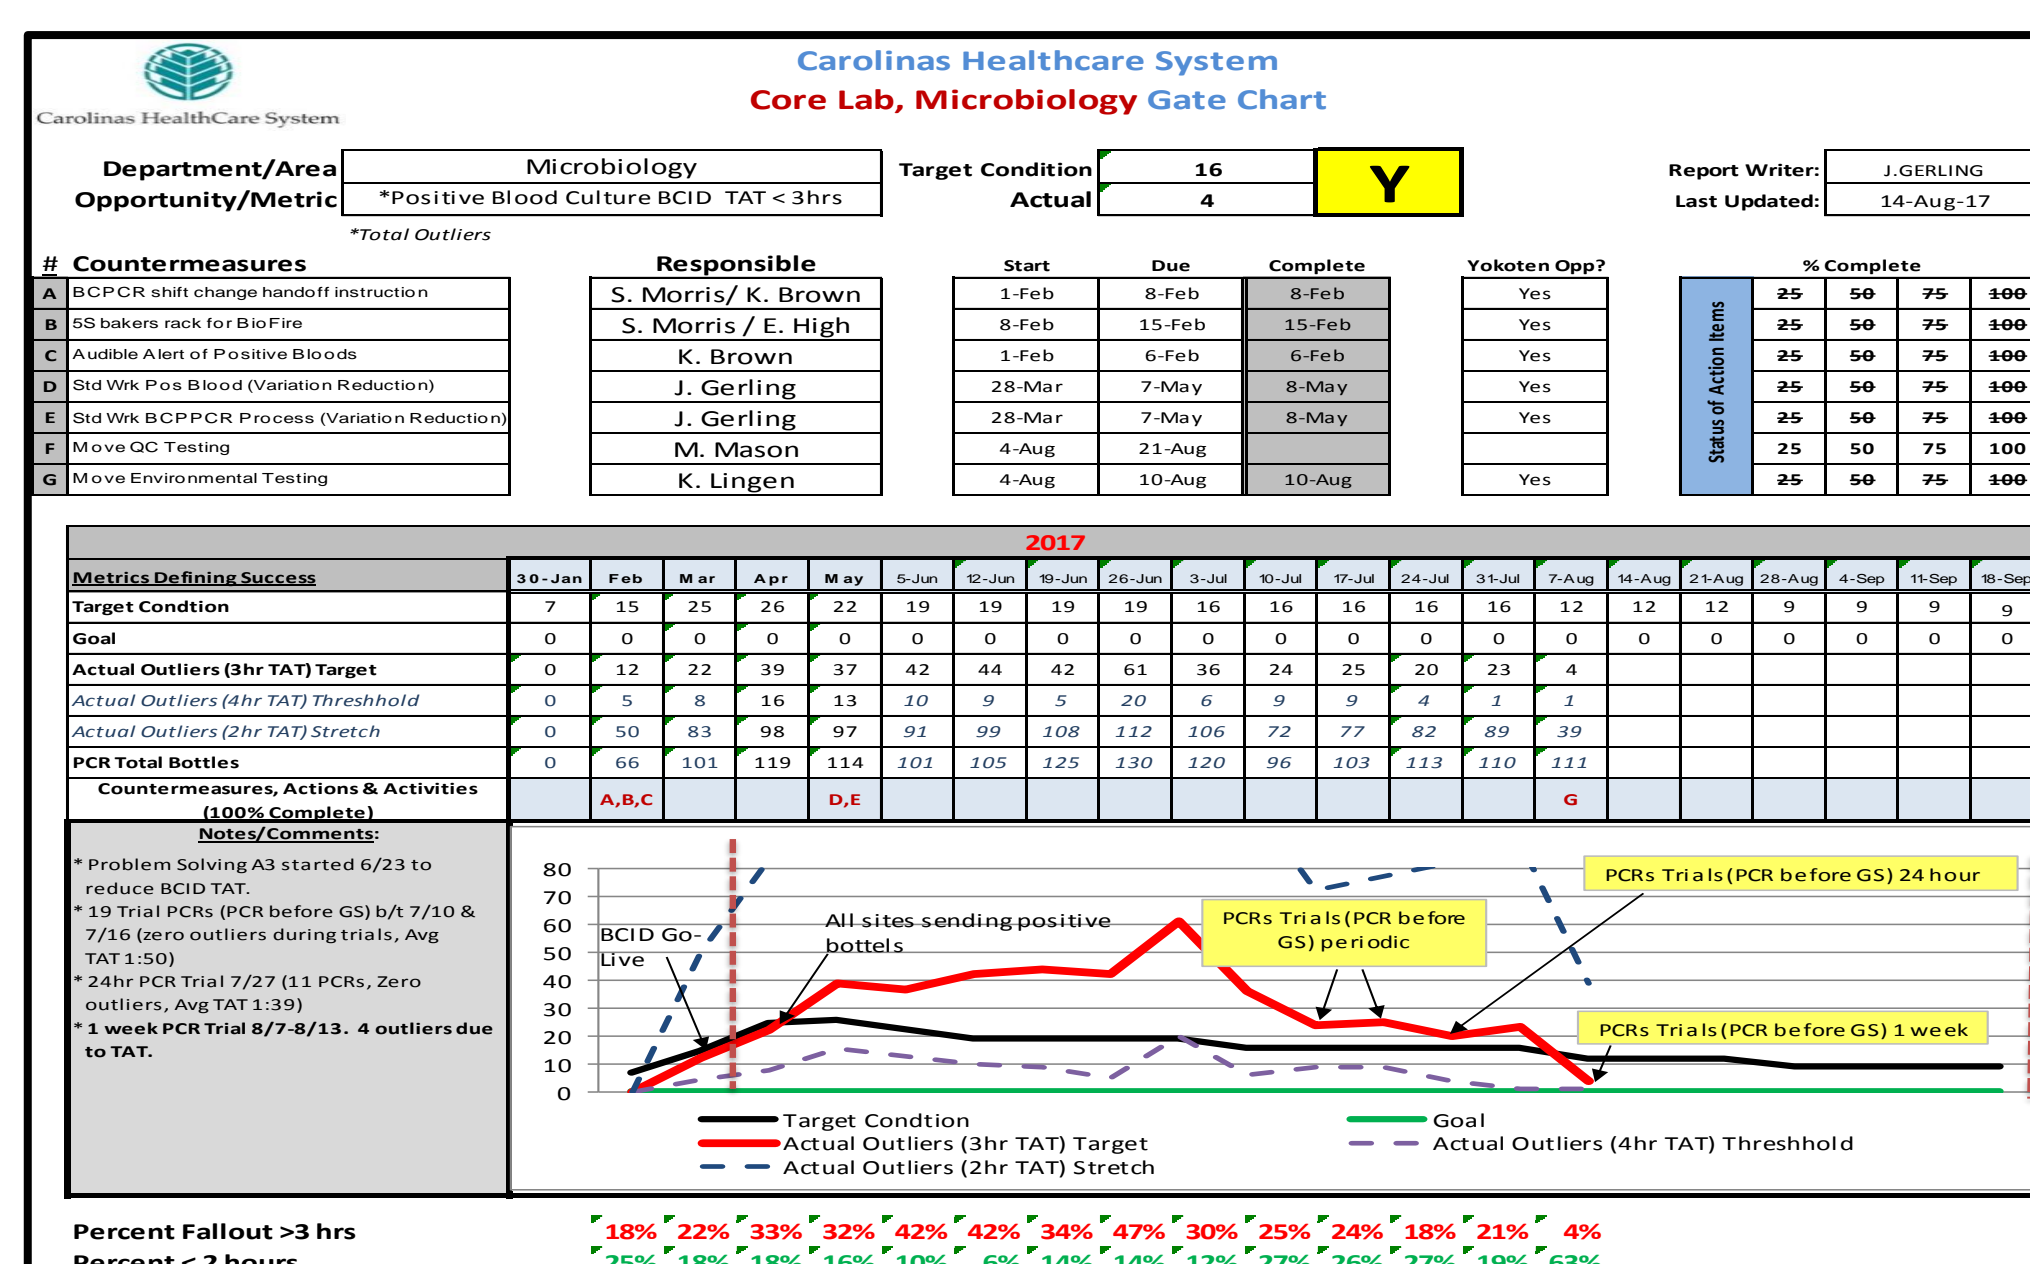 Carolinas HealthCare System
Carolinas Healthcare System
Core Lab, Microbiology Gate Chart
Department/Area Microbiology Target Condition 16 Y Report Writer: J.GERLING
Opportunity/Metric *Positive Blood Culture BCID TAT < 3hrs Actual 4 Last Updated: 14-Aug-17
*Total Outliers
# Countermeasures Responsible Start Due Complete Yokoten Opp? % Complete
Status of Action Items
A BCPCR shift change handoff instruction S. Morris/ K. Brown 1-Feb 8-Feb 8-Feb Yes 25 50 75 100
B 5S bakers rack for BioFire S. Morris / E. High 8-Feb 15-Feb 15-Feb Yes 25 50 75 100
C Audible Alert of Positive Bloods K. Brown 1-Feb 6-Feb 6-Feb Yes 25 50 75 100
D Std Wrk Pos Blood (Variation Reduction) J. Gerling 28-Mar 7-May 8-May Yes 25 50 75 100
E Std Wrk BCPPCR Process (Variation Reduction) J. Gerling 28-Mar 7-May 8-May Yes 25 50 75 100
F Move QC Testing M. Mason 4-Aug 21-Aug 25 50 75 100
G Move Environmental Testing K. Lingen 4-Aug 10-Aug 10-Aug Yes 25 50 75 100
2017
Metrics Defining Success 30-Jan Feb Mar Apr May 5-Jun 12-Jun 19-Jun 26-Jun 3-Jul 10-Jul 17-Jul 24-Jul 31-Jul 7-Aug 14-Aug 21-Aug 28-Aug 4-Sep 11-Sep 18-Sep
Target Condtion 7 15 25 26 22 19 19 19 19 16 16 16 16 16 12 12 12 9 9 9 9
Goal 0 0 0 0 0 0 0 0 0 0 0 0 0 0 0 0 0 0 0 0 0
Actual Outliers (3hr TAT) Target 0 12 22 39 37 42 44 42 61 36 24 25 20 23 4
Actual Outliers (4hr TAT) Threshhold 0 5 8 16 13 10 9 5 20 6 9 9 4 1 1
Actual Outliers (2hr TAT) Stretch 0 50 83 98 97 91 99 108 112 106 72 77 82 89 39
PCR Total Bottles 0 66 101 119 114 101 105 125 130 120 96 103 113 110 111
Countermeasures, Actions & Activities
(100% Complete) A,B,C D,E G
Notes/Comments:
* Problem Solving A3 started 6/23 to
reduce BCID TAT.
* 19 Trial PCRs (PCR before GS) b/t 7/10 &
7/16 (zero outliers during trials, Avg
TAT 1:50)
* 24hr PCR Trial 7/27 (11 PCRs, Zero
outliers, Avg TAT 1:39)
* 1 week PCR Trial 8/7-8/13. 4 outliers due
to TAT.
80
70
60
50
40
30
20
10
0
BCID Go-
Live
All sites sending positive
bottels
PCRs Trials (PCR before
GS) periodic
PCRs Trials (PCR before GS) 24 hour
PCRs Trials (PCR before GS) 1 week
Target Condtion Goal
Actual Outliers (3hr TAT) Target Actual Outliers (4hr TAT) Threshhold
Actual Outliers (2hr TAT) Stretch
Percent Fallout >3 hrs 18% 22% 33% 32% 42% 42% 34% 47% 30% 25% 24% 18% 21% 4%
Percent < 2 hours 25% 18% 18% 16% 10% 6% 14% 14% 12% 27% 26% 27% 19% 63%